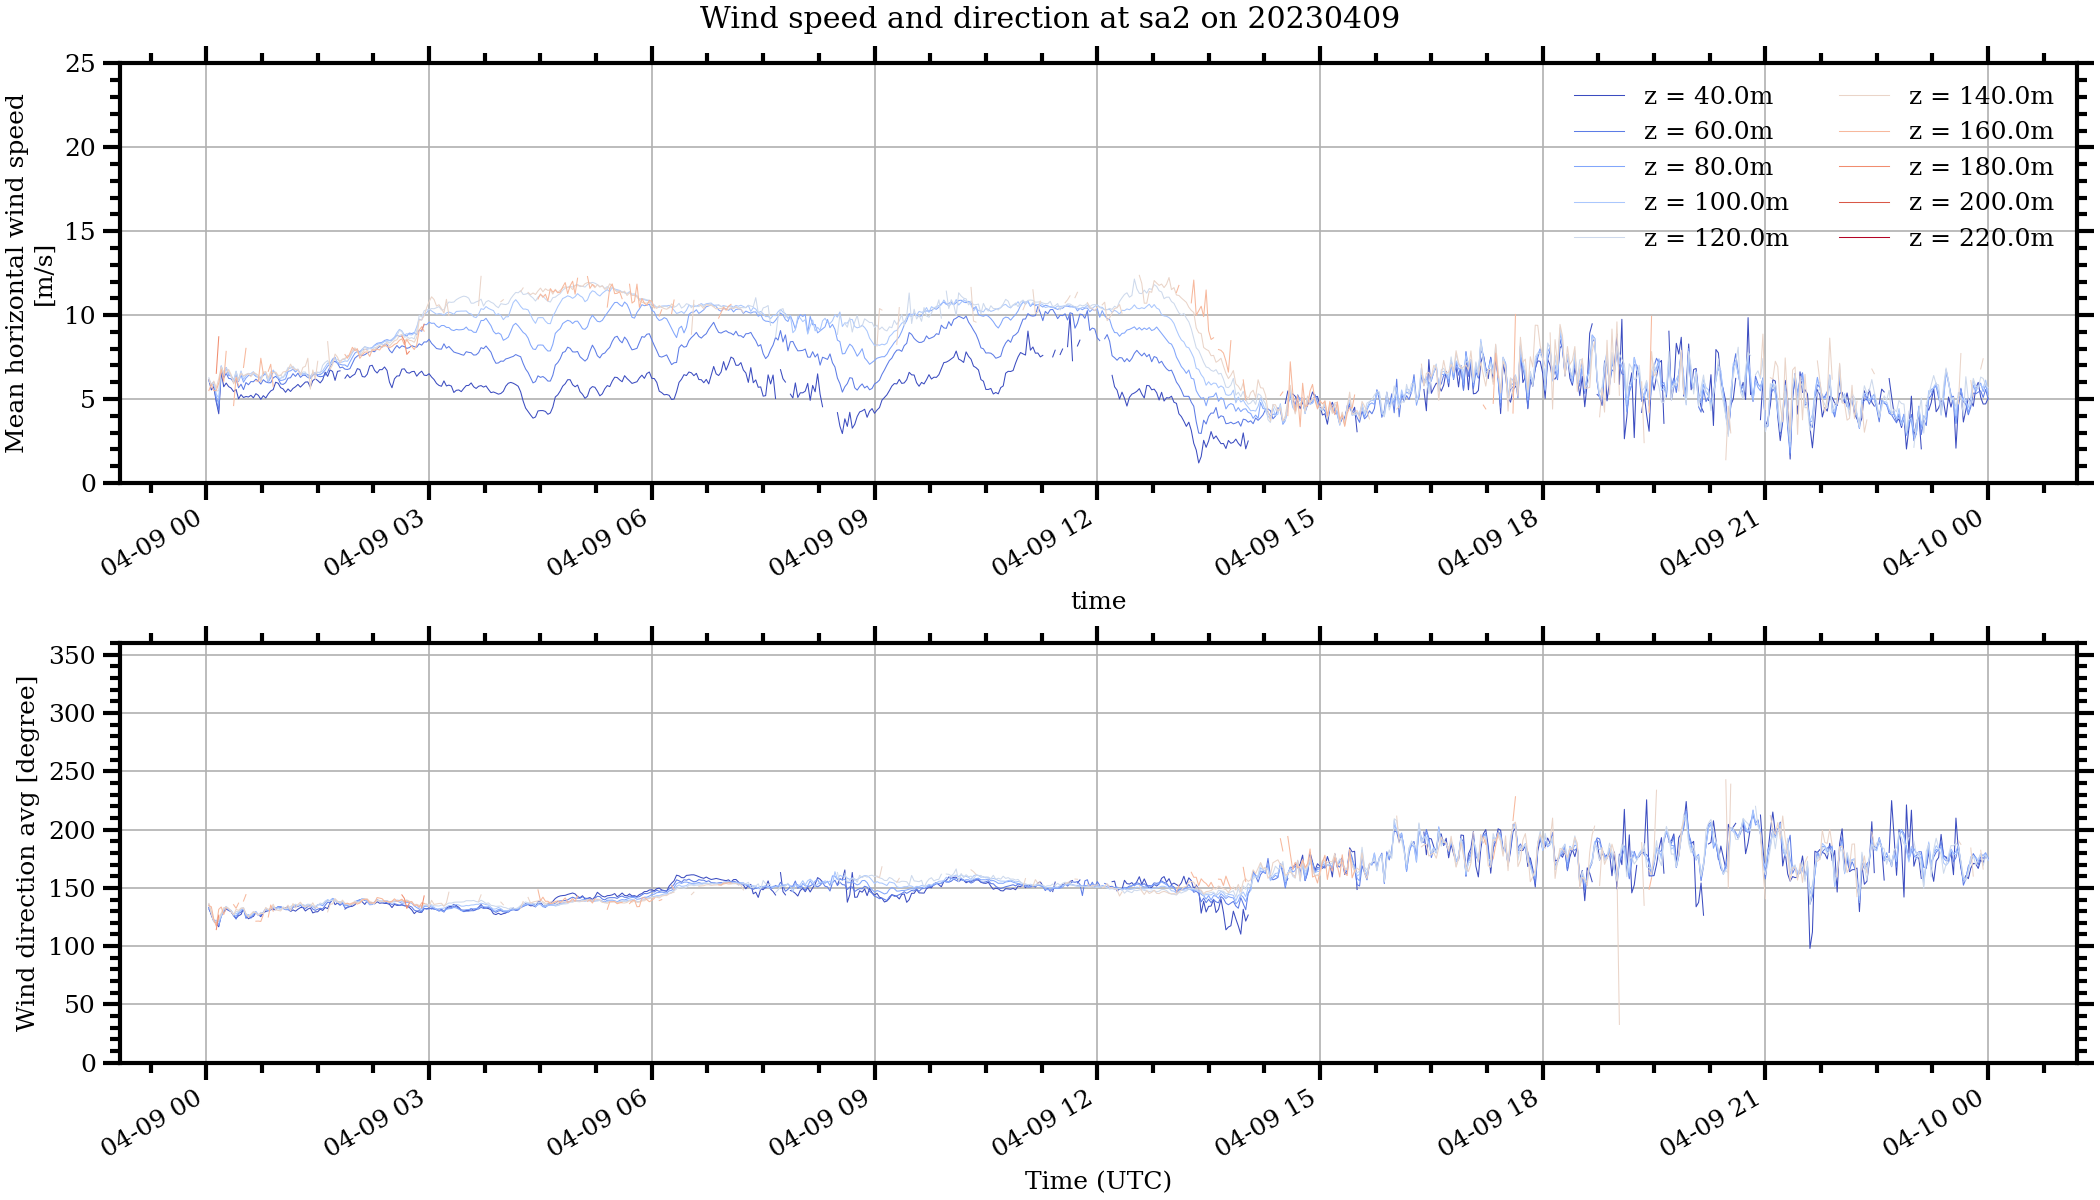 Wind speed and direction at sa2 on 20230409
Mean horizontal wind speed
[m/s]
25
20
15
10
5
0
z = 40.0m
z = 60.0m
z = 80.0m
z = 100.0m
z = 120.0m
z = 140.0m
z = 160.0m
z = 180.0m
z = 200.0m
z = 220.0m
04-09 00
04-09 03
04-09 06
04-09 09
04-09 12
04-09 15
04-09 18
04-09 21
04-10 00
time
Wind direction avg [degree]
350
300
250
200
150
100
50
0
04-09 00
04-09 03
04-09 06
04-09 09
04-09 12
04-09 15
04-09 18
04-09 21
04-10 00
Time (UTC)